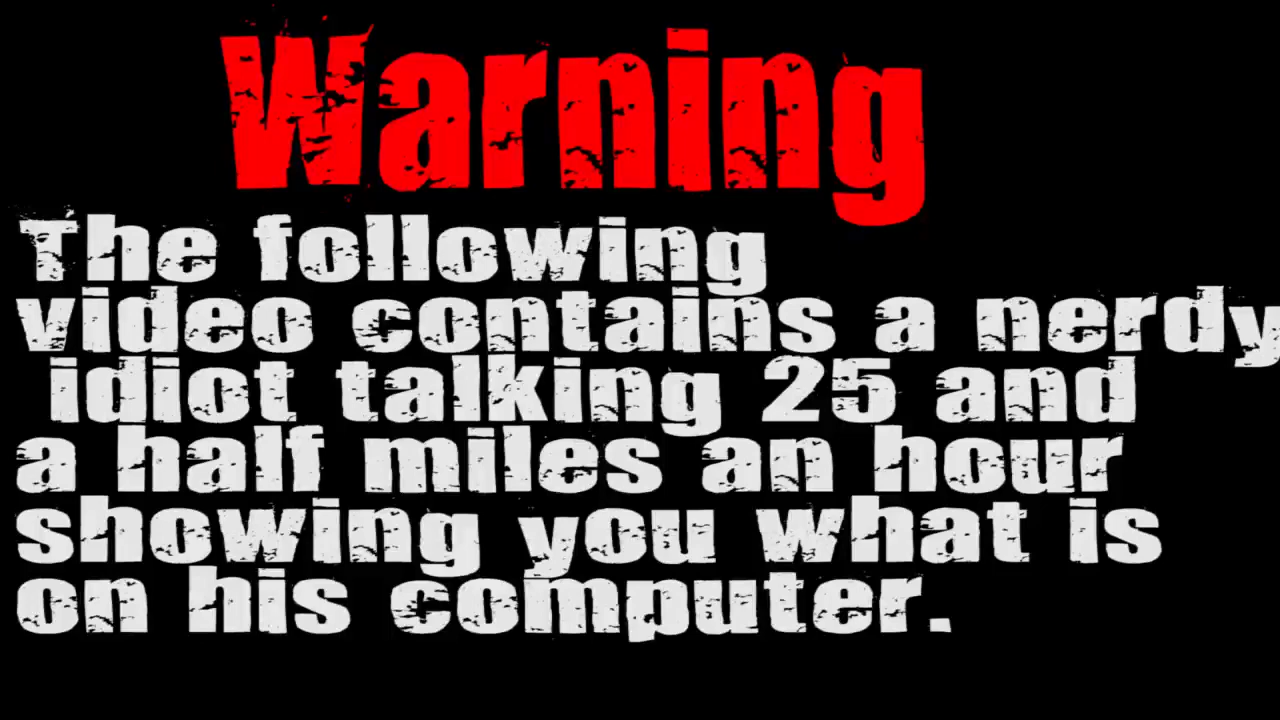 Warning
The following
video contains a nerdy
idiot talking 25 and
a half miles an hour
showing you what is
on his computer.